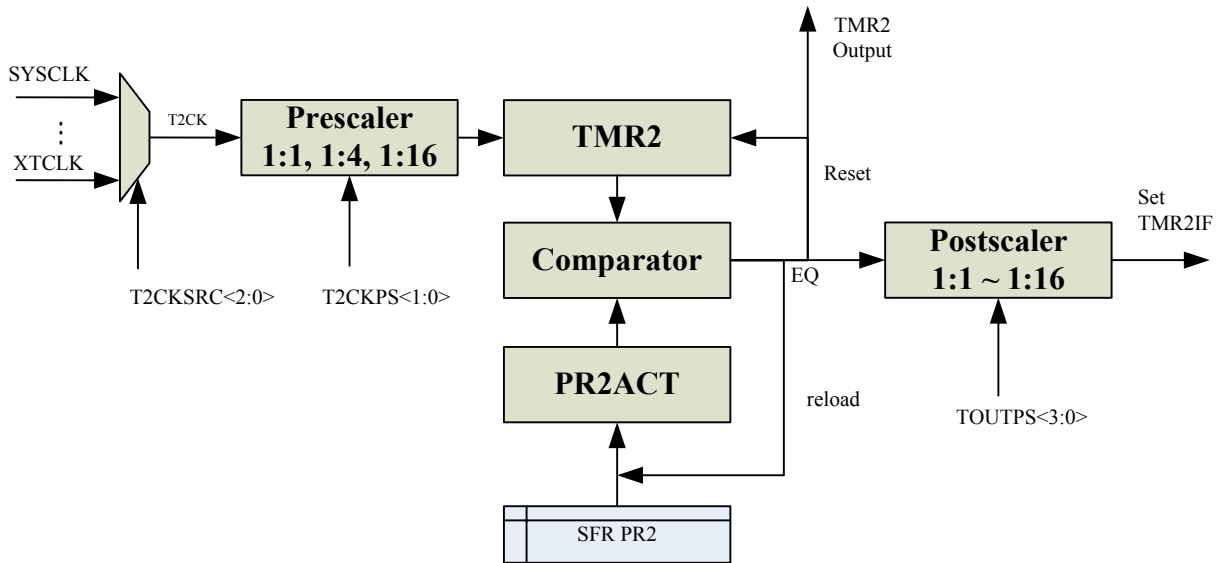 TMR2
Output
SYSCLK
⋮
XTCLK
T2CK
Prescaler
1:1, 1:4, 1:16
TMR2
Reset
Comparator
EQ
Postscaler
1:1 ~ 1:16
Set
TMR2IF
T2CKSRC<2:0>
T2CKPS<1:0>
PR2ACT
reload
TOUTPS<3:0>
SFR PR2